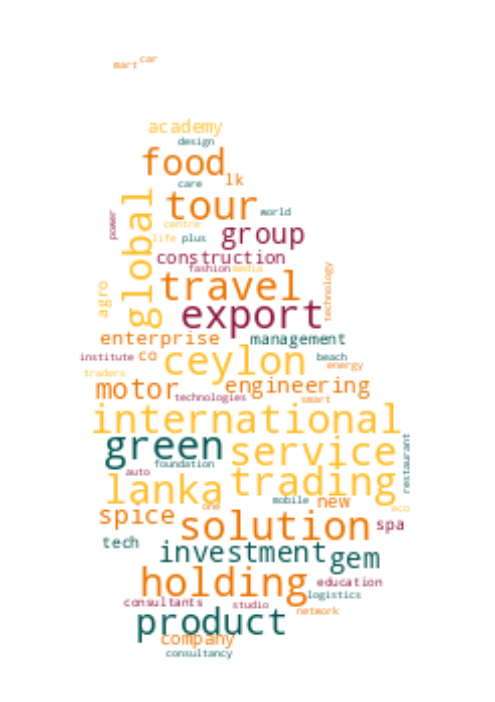 car
mart
academy
design
food
lk
care
tour
world
global
power
centre
life plus
group
construction
fashion media
technology
travel
agro
export
enterprise management
institute co ceylon beach
energy
traders
motor engineering
technologies smart
international
green service
restaurant
foundation
auto
lanka trading
mobile new
one eco
spice solution spa
tech investment gem
holding education
logistics
consultants studio
network
product
company
consultancy